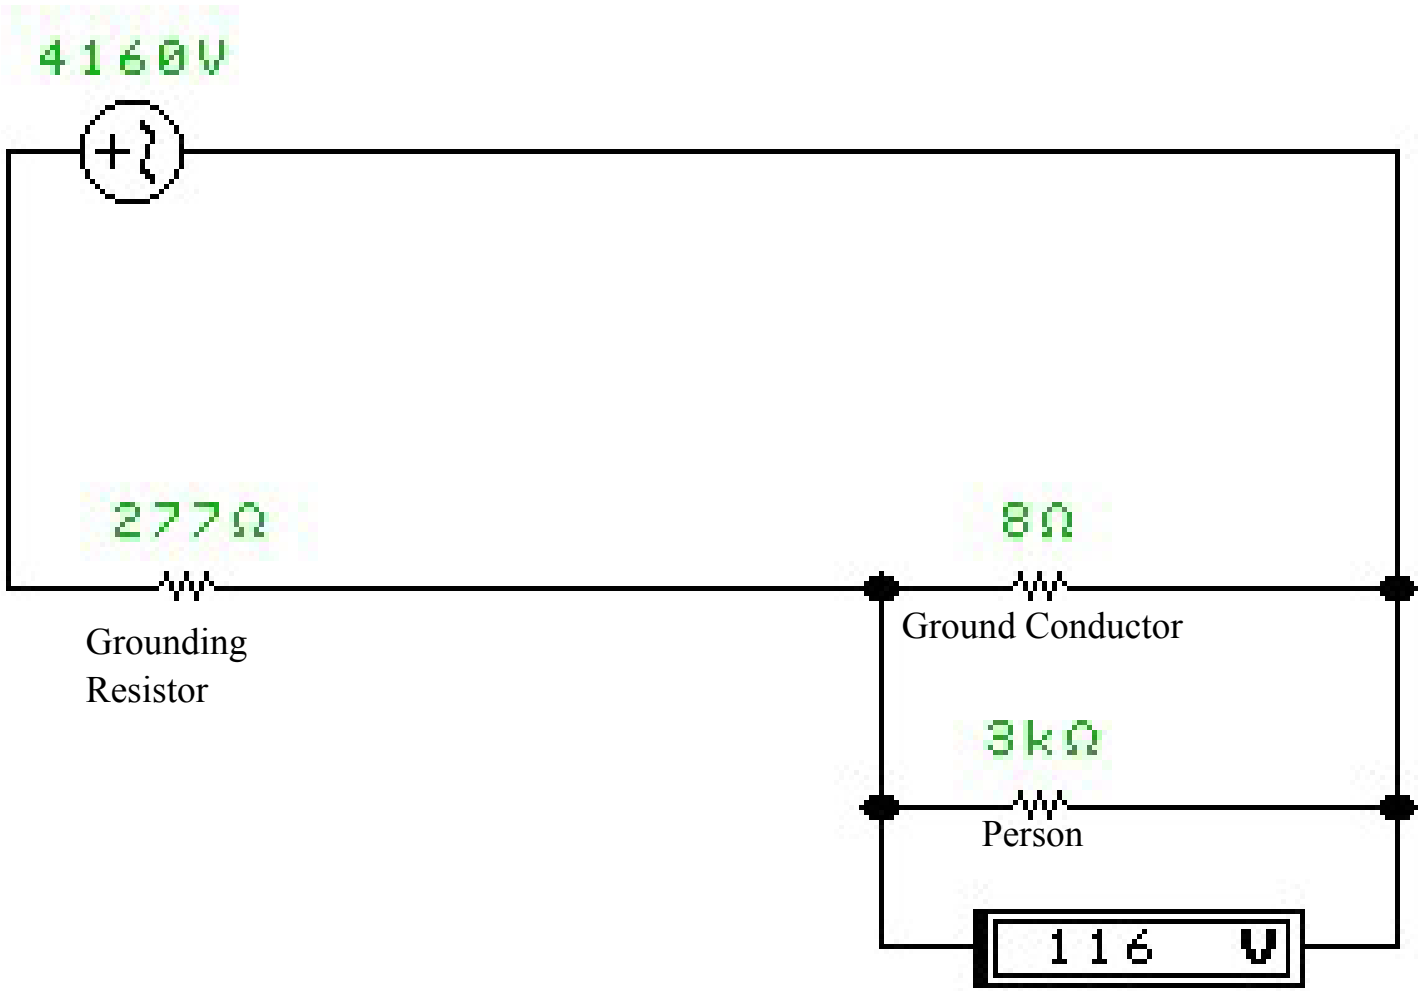 4160V
277Ω
8Ω
Grounding
Resistor
Ground Conductor
3kΩ
Person
116 V